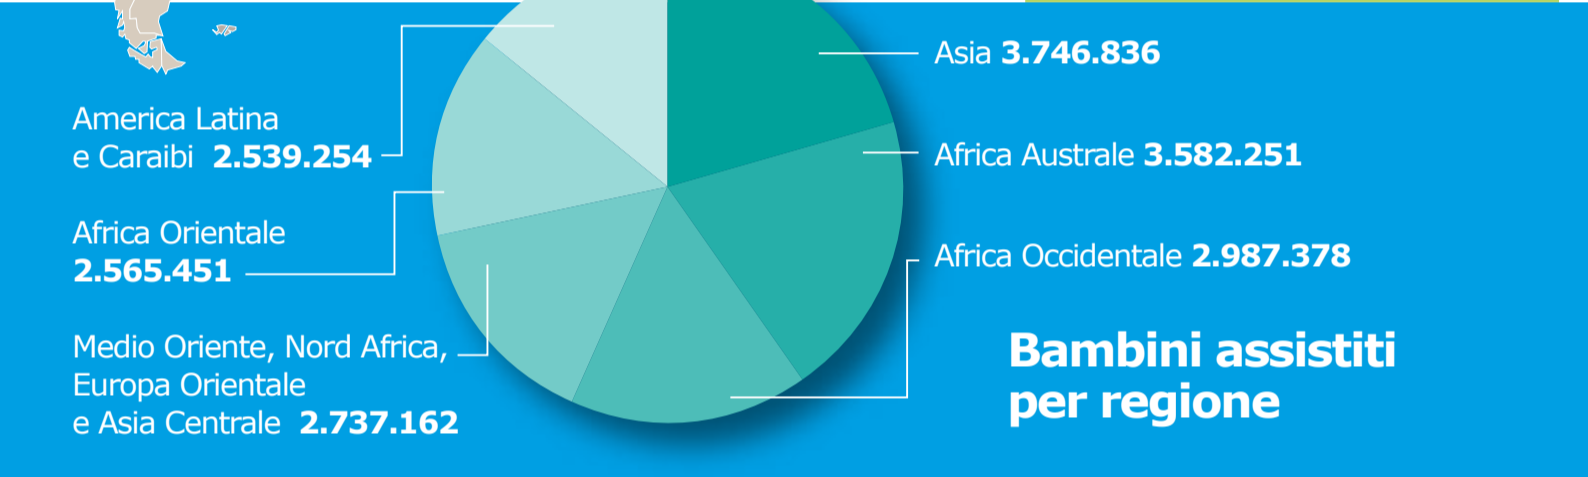 America Latina
e Caraibi 2.539.254
Africa Orientale
2.565.451
Medio Oriente, Nord Africa,
Europa Orientale
e Asia Centrale 2.737.162
Asia 3.746.836
Africa Australe 3.582.251
Africa Occidentale 2.987.378
Bambini assistiti
per regione